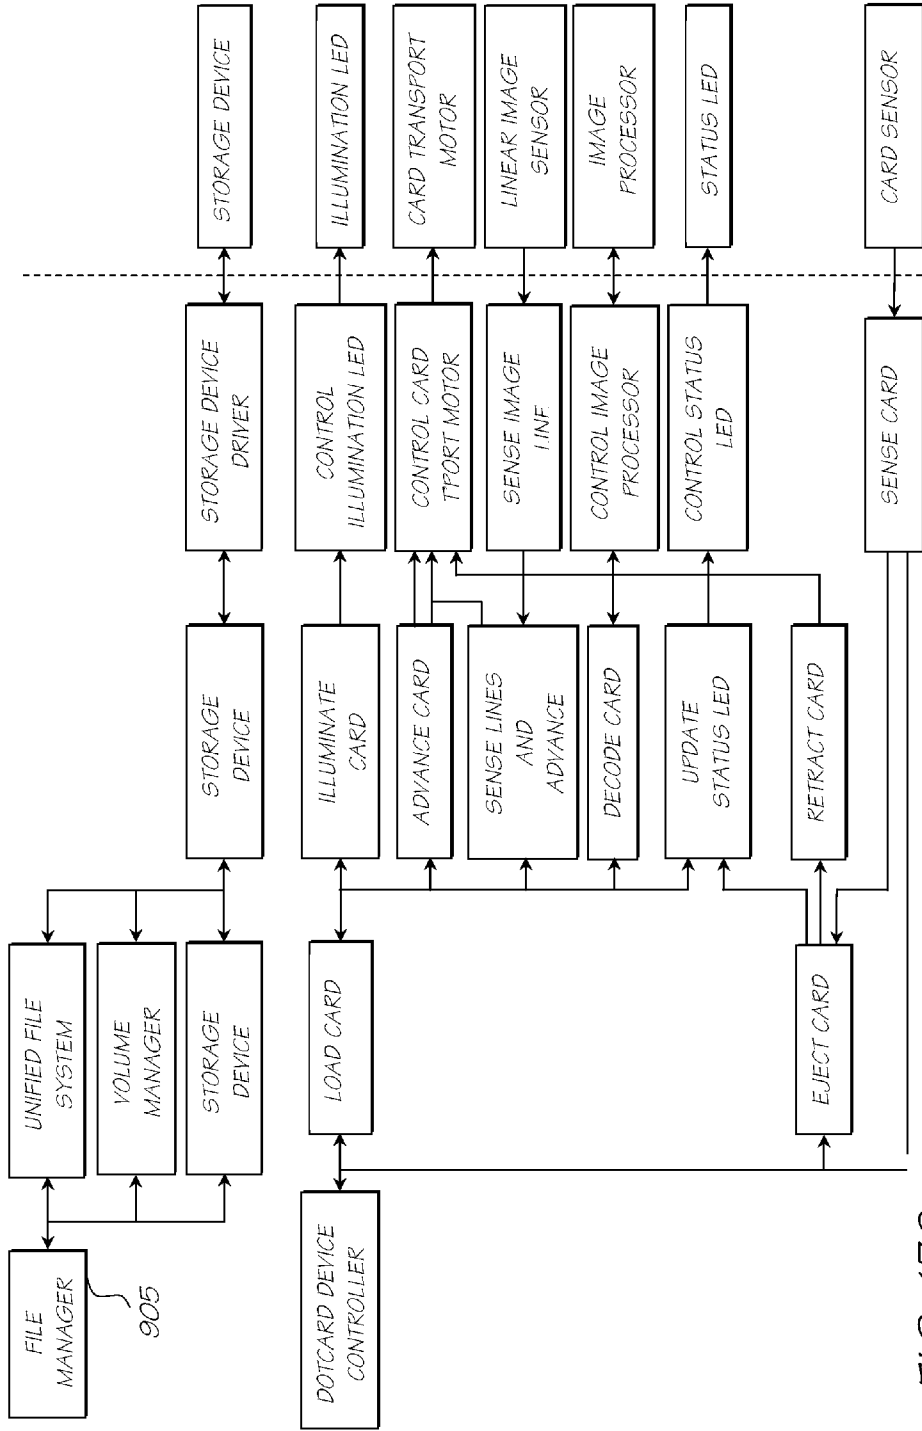 FILE
MANAGER
905
UNIFIED FILE
SYSTEM
VOLUME
MANAGER
STORAGE
DEVICE
STORAGE
DEVICE
STORAGE DEVICE
DRIVER
STORAGE DEVICE
DOTCARD DEVICE
CONTROLLER
LOAD CARD
ILLUMINATE
CARD
CONTROL
ILLUMINATION LED
ILLUMINATION LED
ADVANCE CARD
CONTROL CARD
TPORT MOTOR
CARD TRANSPORT
MOTOR
SENSE LINES
AND
ADVANCE
SENSE IMAGE
LINE
LINEAR IMAGE
SENSOR
DECODE CARD
CONTROL IMAGE
PROCESSOR
IMAGE
PROCESSOR
UPDATE
STATUS LED
CONTROL STATUS
LED
STATUS LED
EJECT CARD
RETRACT CARD
SENSE CARD
CARD SENSOR